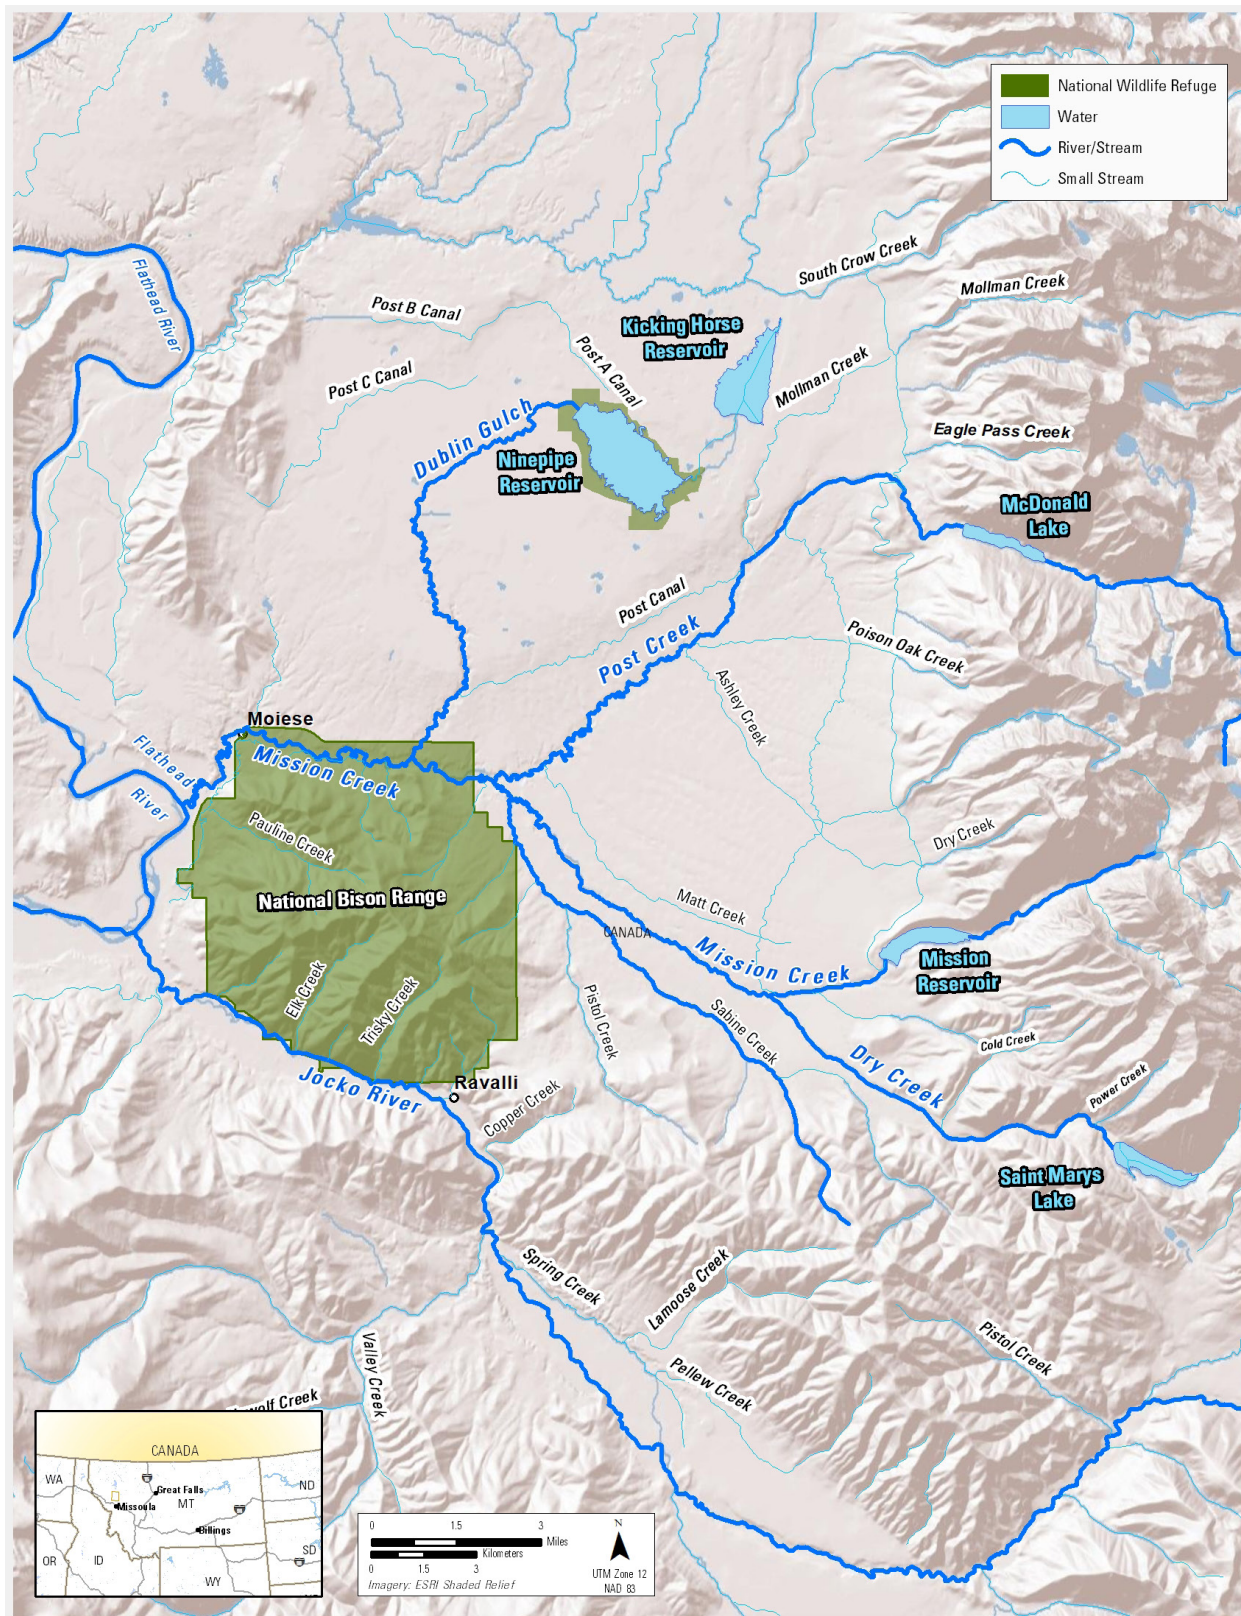 National Wildlife Refuge
Water
River/Stream
Small Stream
South Crow Creek
Mollman Creek
Flathead River
Post B Canal
Kicking Horse
Reservoir
Post A Canal
Post C Canal
Mollman Creek
Dublin Gulch
Eagle Pass Creek
Ninepipe
Reservoir
McDonald
Lake
Post Canal
Poison Oak Creek
Post Creek
Ashley Creek
Moiese
Flathead
River
Mission Creek
Pauline Creek
Dry Creek
National Bison Range
Matt Creek
CANADA
Mission Creek
Mission
Reservoir
Elk Creek
Trisky Creek
Pistol Creek
Sabine Creek
Cold Creek
Dry Creek
Power Creek
Jocko River
Ravalli
Copper Creek
Saint Marys
Lake
Spring Creek
Lamoose Creek
Valley Creek
Pellew Creek
Pistol Creek
Creek
CANADA
WA
Great Falls
ND
MT
Missoula
Billings
OR
ID
SD
WY
0 1.5 3
Miles
Kilometers
0 1.5 3
Imagery: ESRI Shaded Relief
N
UTM Zone 12
NAD 83